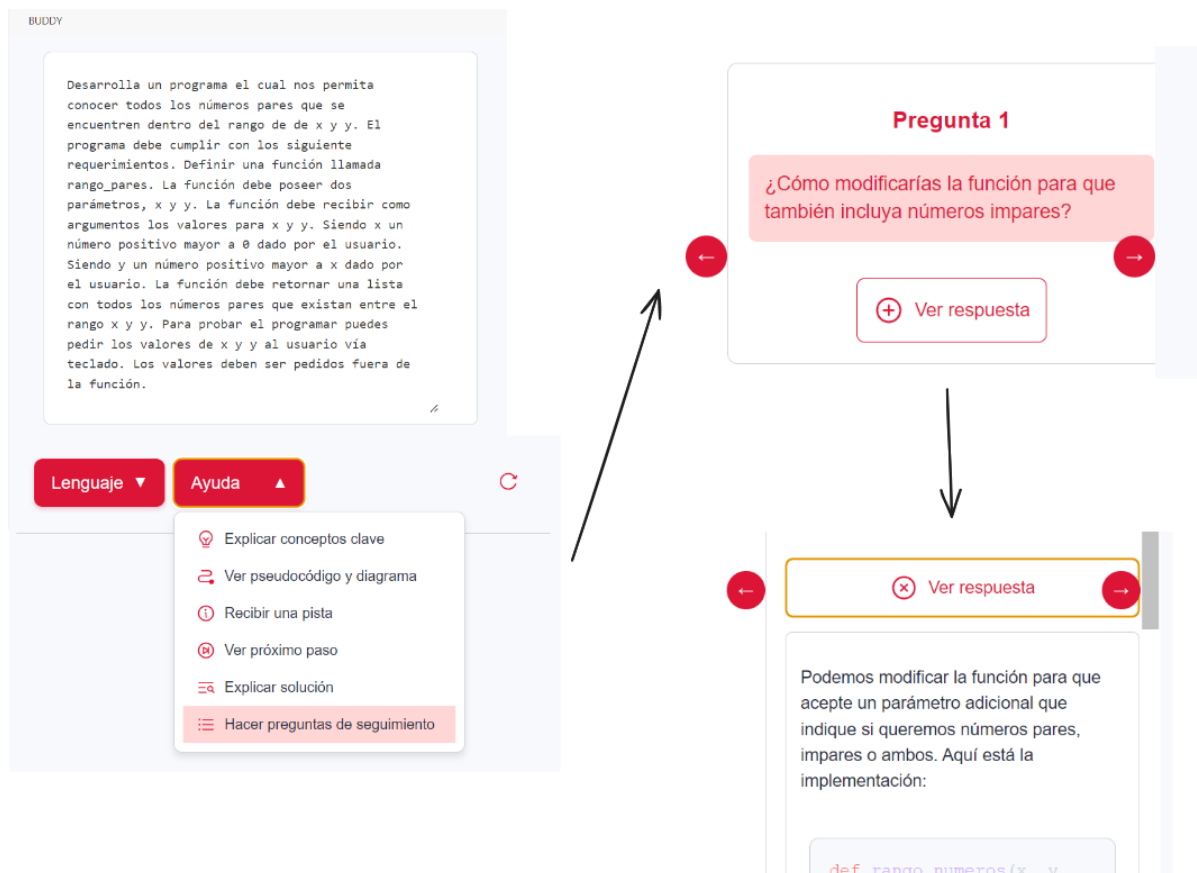 BUDDY
Desarrolla un programa el cual nos permita
conocer todos los números pares que se
encuentren dentro del rango de de x y y. El
programa debe cumplir con los siguiente
requerimientos. Definir una función llamada
rango_pares. La función debe poseer dos
parámetros, x y y. La función debe recibir como
argumentos los valores para x y y. Siendo x un
número positivo mayor a 0 dado por el usuario.
Siendo y un número positivo mayor a x dado por
el usuario. La función debe retornar una lista
con todos los números pares que existan entre el
rango x y y. Para probar el programar puedes
pedir los valores de x y y al usuario vía
teclado. Los valores deben ser pedidos fuera de
la función.
Lenguaje ▼
Ayuda ▲
Explicar conceptos clave
Ver pseudocódigo y diagrama
Recibir una pista
Ver próximo paso
Explicar solución
Hacer preguntas de seguimiento
Pregunta 1
¿Cómo modificarías la función para que
también incluya números impares?
← →
Ver respuesta
← Ver respuesta →
Podemos modificar la función para que
acepte un parámetro adicional que
indique si queremos números pares,
impares o ambos. Aquí está la
implementación:
def rango_numeros(x, y